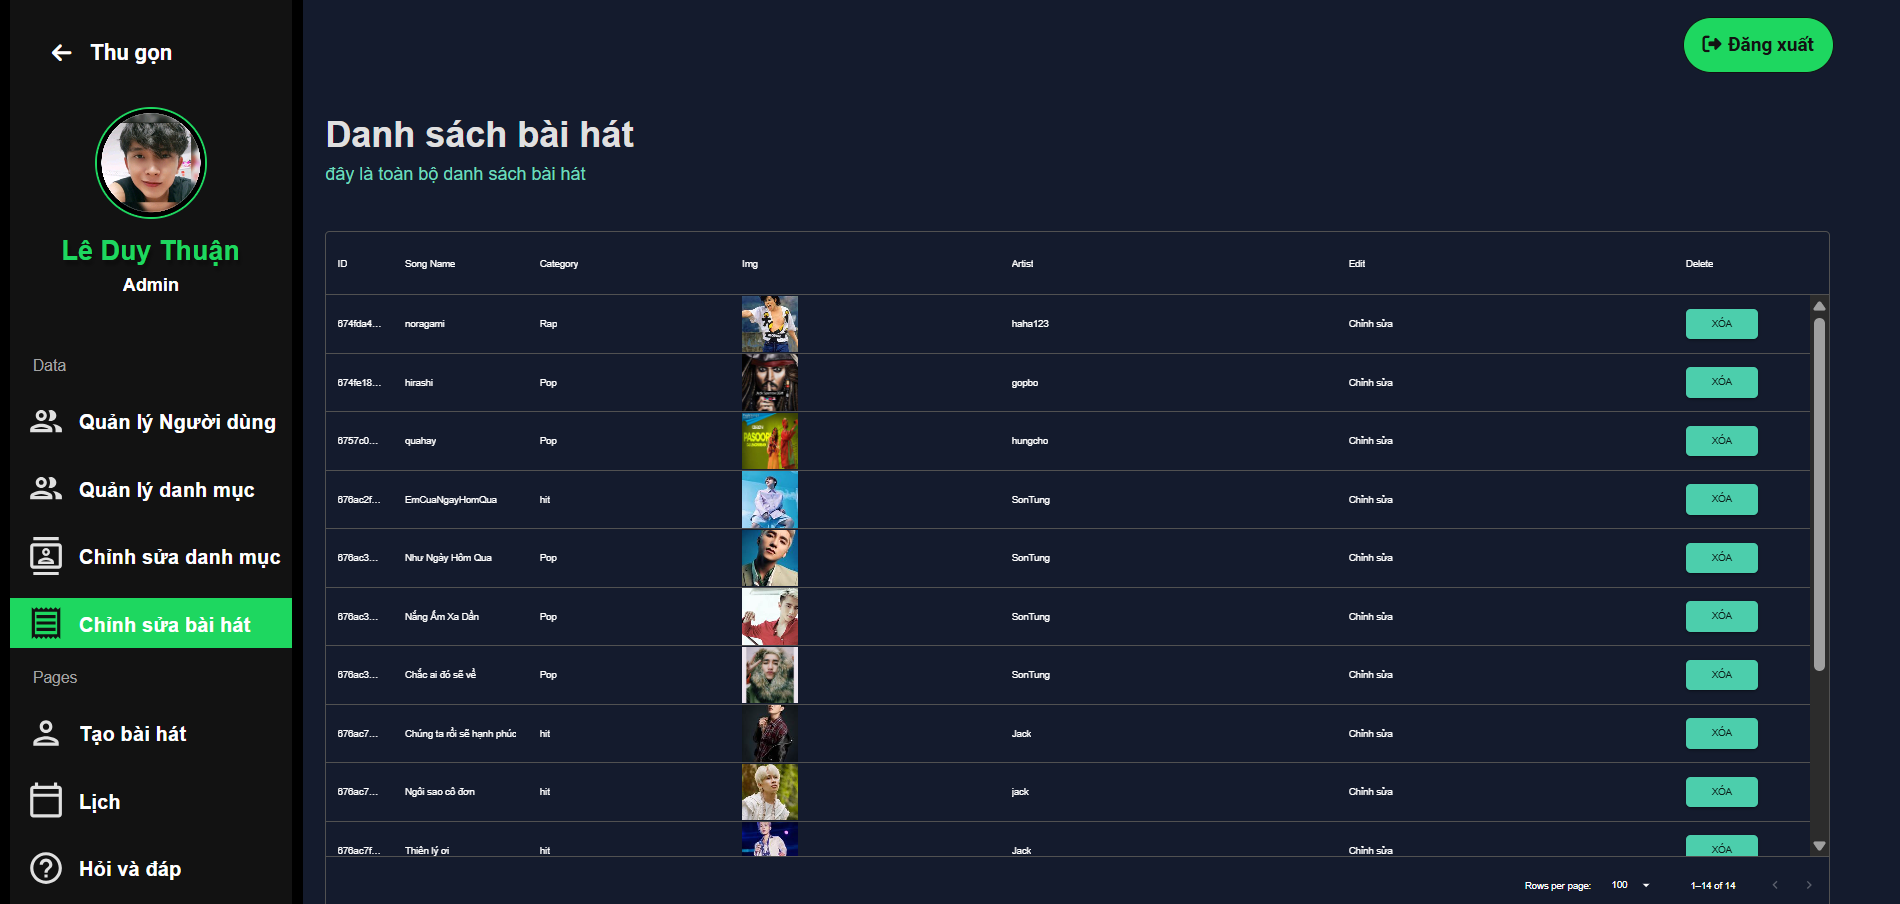 Thu gọn
Đăng xuất
Lê Duy Thuận
Admin
Data
Quản lý Người dùng
Quản lý danh mục
Chỉnh sửa danh mục
Chỉnh sửa bài hát
Pages
Tạo bài hát
Lịch
Hỏi và đáp
Danh sách bài hát
đây là toàn bộ danh sách bài hát
ID Song Name Category Img Artist Edit Delete
674fda4... noragami Rap haha123 Chỉnh sửa XÓA
674fe18... hirashi Pop gopbo Chỉnh sửa XÓA
6757c0... quahay Pop PASOORI hungcho Chỉnh sửa XÓA
676ac2f... EmCuaNgayHomQua hit SonTung Chỉnh sửa XÓA
676ac3... Như Ngày Hôm Qua Pop SonTung Chỉnh sửa XÓA
676ac3... Nắng Ấm Xa Dần Pop SonTung Chỉnh sửa XÓA
676ac3... Chắc ai đó sẽ về Pop SonTung Chỉnh sửa XÓA
676ac7... Chúng ta rồi sẽ hạnh phúc hit Jack Chỉnh sửa XÓA
676ac7... Ngôi sao cô đơn hit jack Chỉnh sửa XÓA
676ac7f... Thiên lý ơi hit Jack Chỉnh sửa XÓA
Rows per page: 100 1–14 of 14